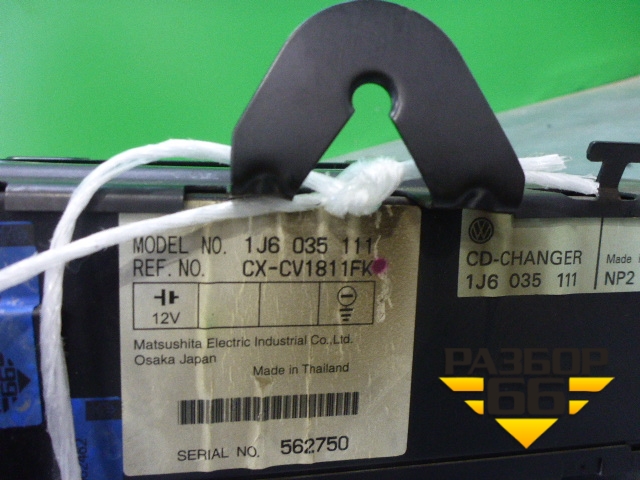 MODEL NO. 1J6 035 111
REF. NO. CX-CV1811FK
12V
Matsushita Electric Industrial Co., Ltd.
Osaka Japan
Made in Thailand
SERIAL NO. 562750
CD-CHANGER
1J6 035 111
Made in
NP2
РАЗБОР
66